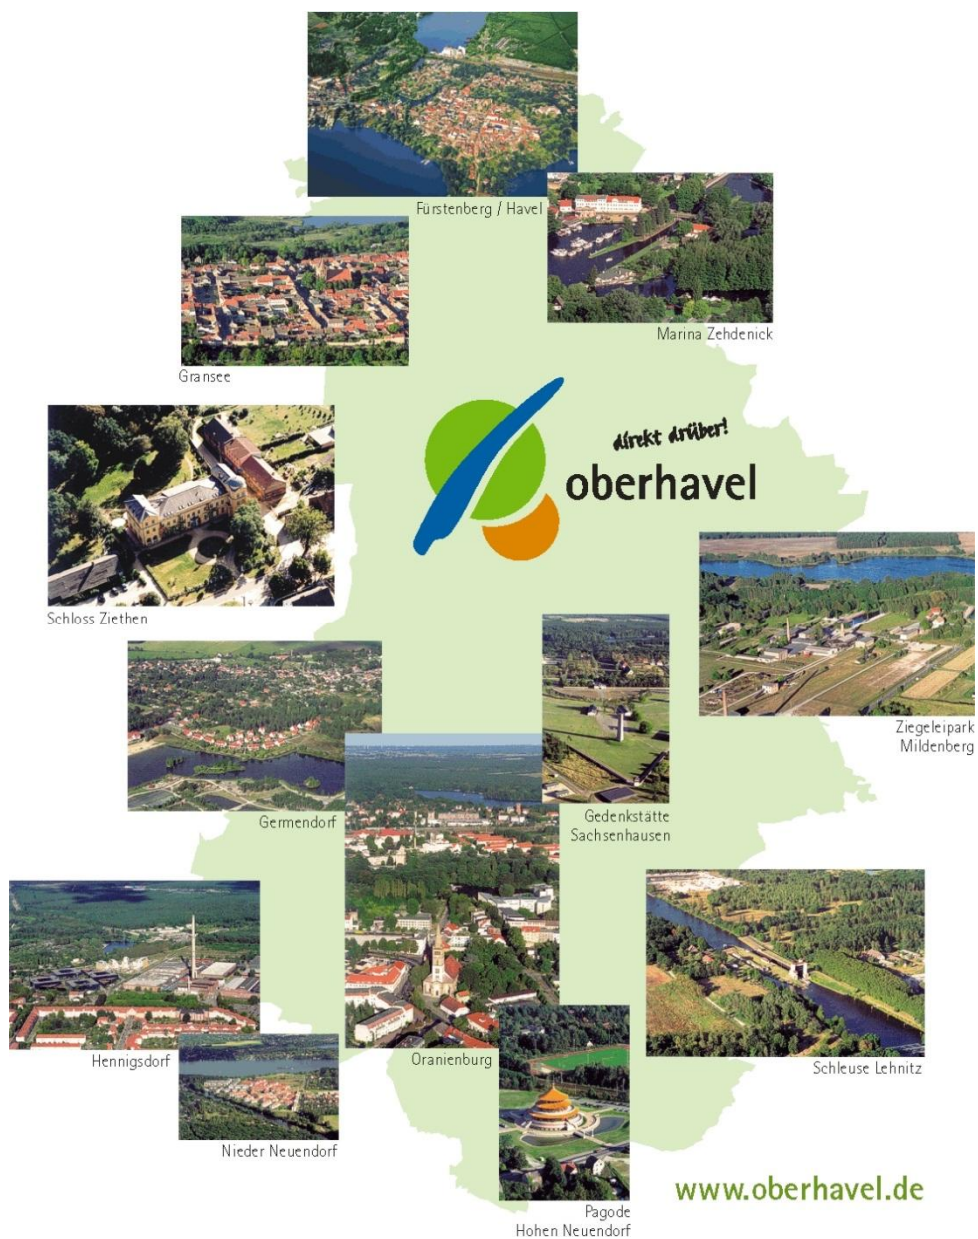 Fürstenberg / Havel
Marina Zehdenick
Gransee
direkt drüber!
oberhavel
Schloss Ziethen
Ziegeleipark
Mildenberg
Germendorf
Gedenkstätte
Sachsenhausen
Hennigsdorf
Oranienburg
Schleuse Lehnitz
Nieder Neuendorf
www.oberhavel.de
Pagode
Hohen Neuendorf